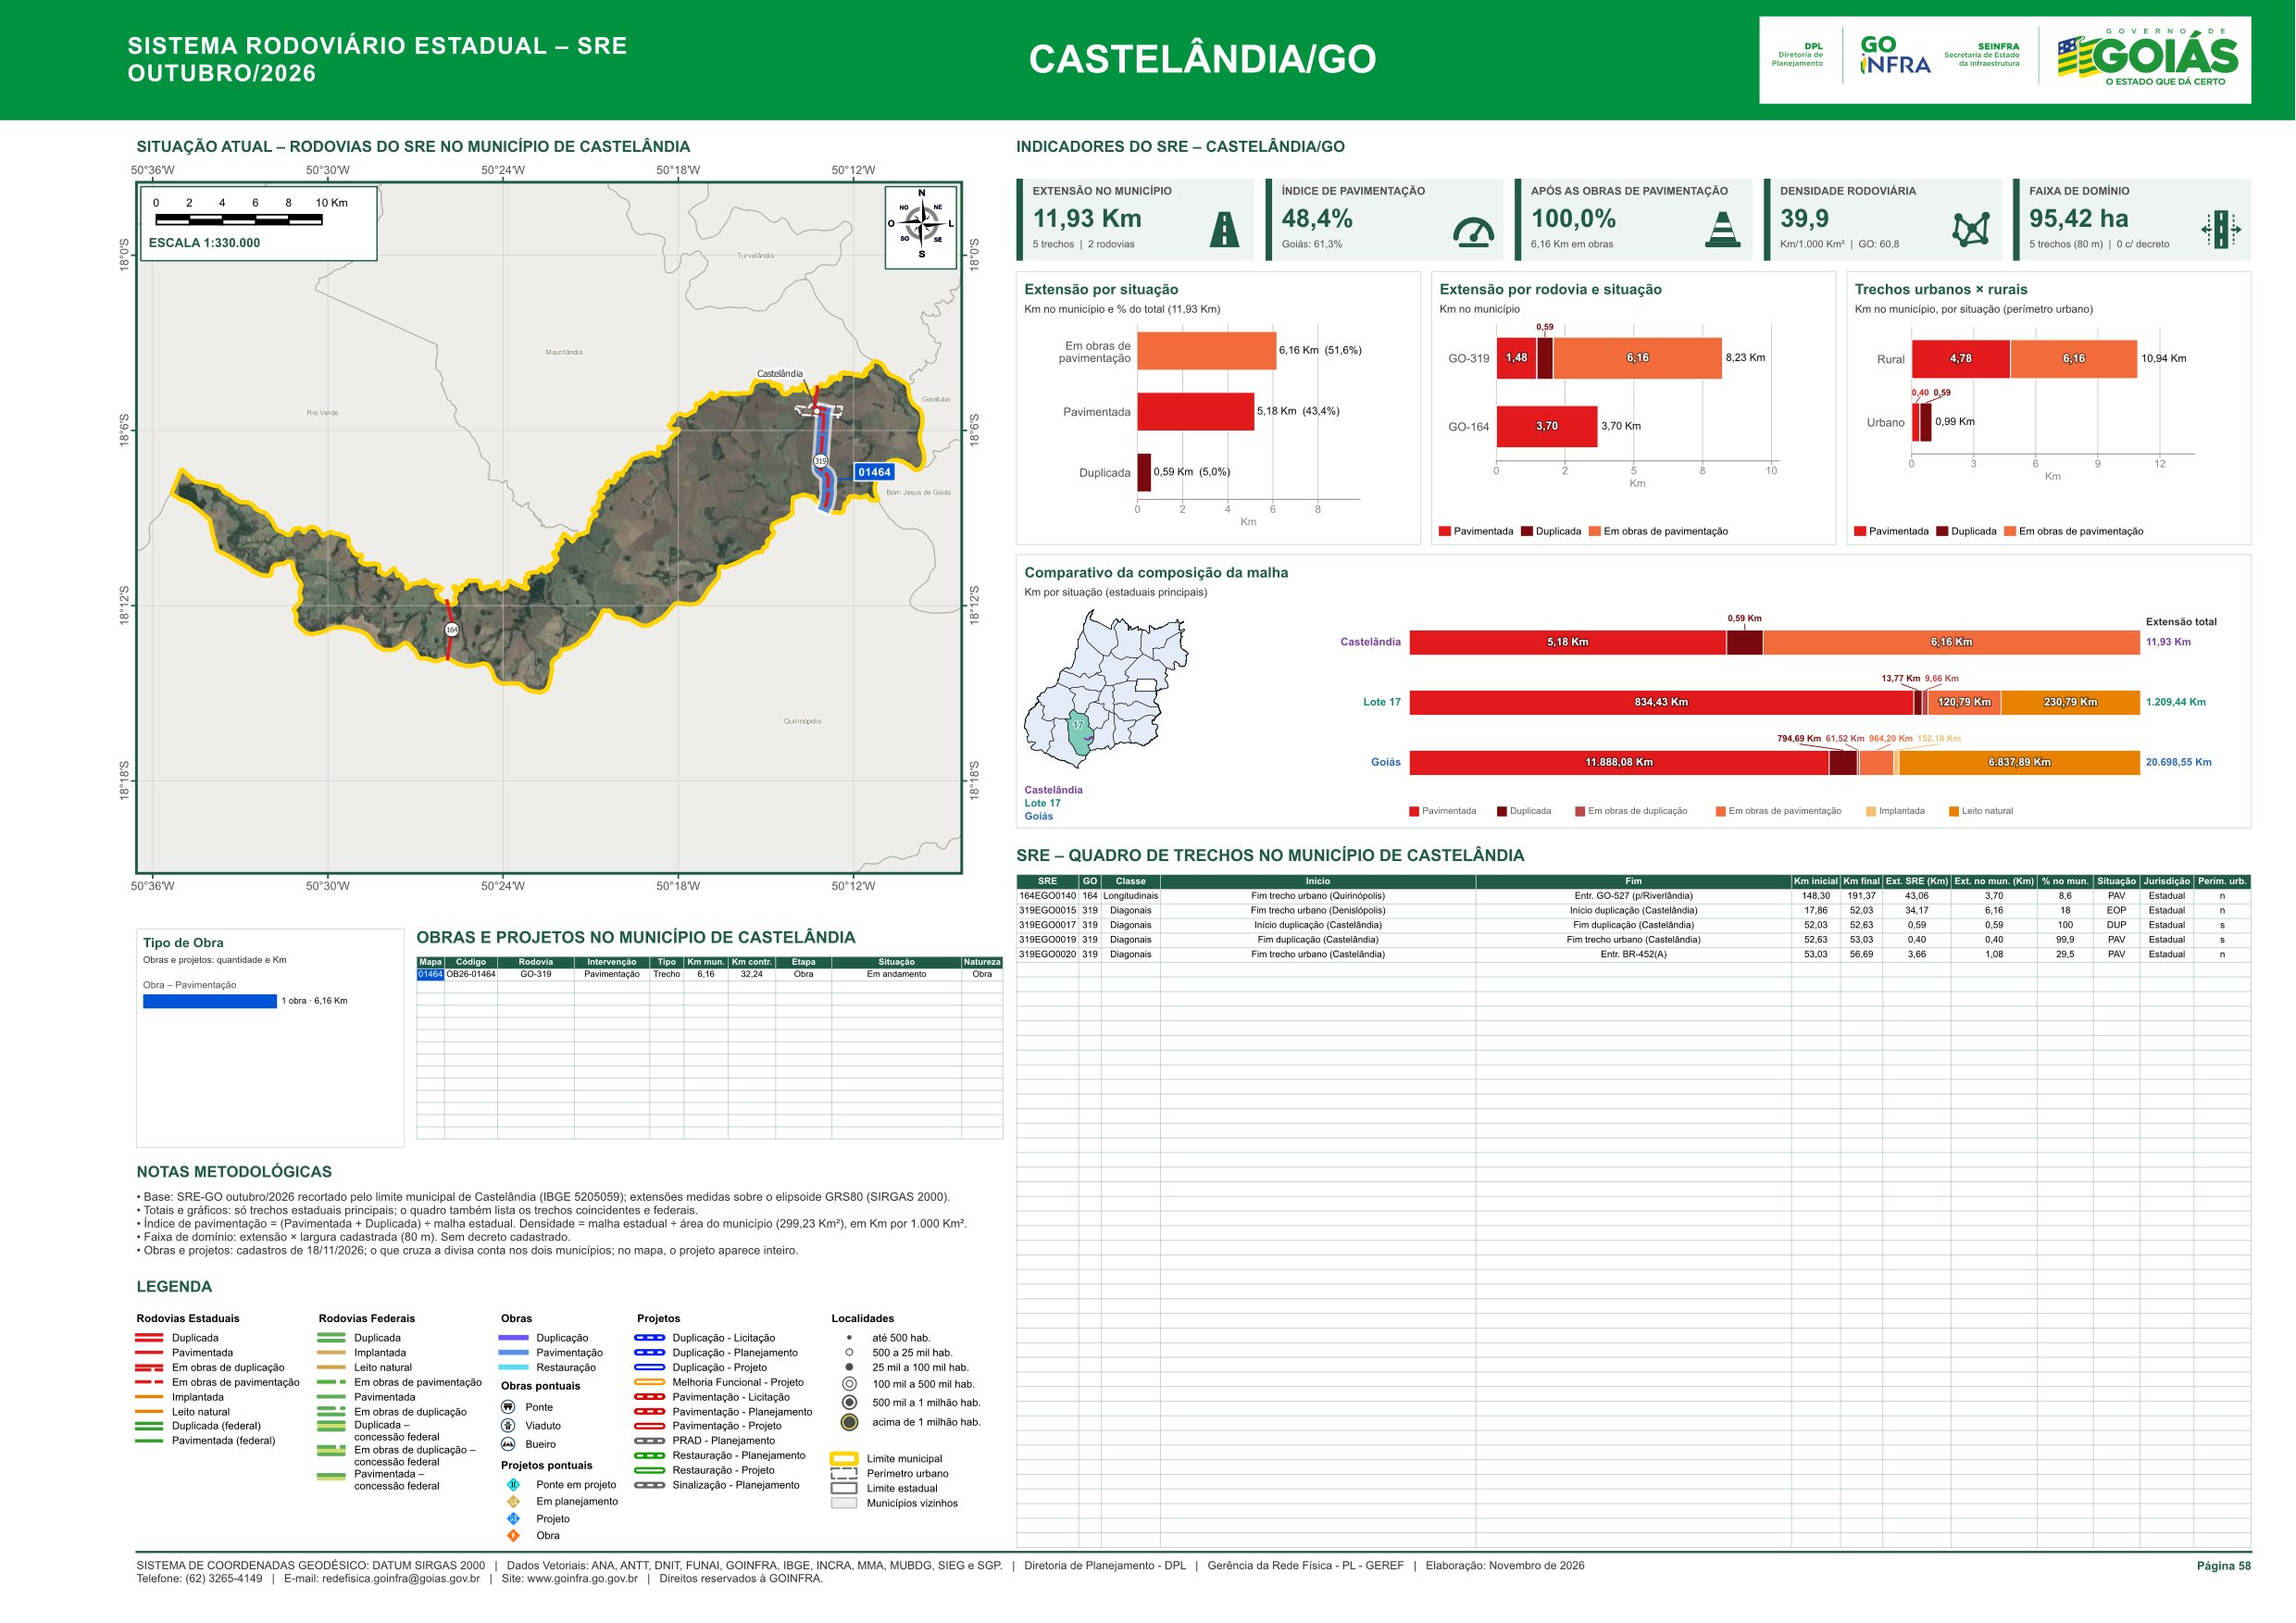 SISTEMA RODOVIÁRIO ESTADUAL – SRE
OUTUBRO/2026
CASTELÂNDIA/GO
DPL
Diretoria de
Planejamento
GO
INFRA
SEINFRA
Secretaria de Estado
da Infraestrutura
GOVERNO DE
GOIÁS
O ESTADO QUE DÁ CERTO
SITUAÇÃO ATUAL – RODOVIAS DO SRE NO MUNICÍPIO DE CASTELÂNDIA
50°36'W 50°30'W 50°24'W 50°18'W 50°12'W
0 2 4 6 8 10 Km
ESCALA 1:330.000
N
NO NE
O L
SO SE
S
18°0'S 18°0'S
Turvelândia
Maurilândia
Castelândia
Rio Verde
Goiatuba
18°6'S 18°6'S
319
01464
Bom Jesus de Goiás
18°12'S 18°12'S
164
Quirinópolis
18°18'S 18°18'S
50°36'W 50°30'W 50°24'W 50°18'W 50°12'W
INDICADORES DO SRE – CASTELÂNDIA/GO
EXTENSÃO NO MUNICÍPIO
11,93 Km
5 trechos | 2 rodovias
ÍNDICE DE PAVIMENTAÇÃO
48,4%
Goiás: 61,3%
APÓS AS OBRAS DE PAVIMENTAÇÃO
100,0%
6,16 Km em obras
DENSIDADE RODOVIÁRIA
39,9
Km/1.000 Km² | GO: 60,8
FAIXA DE DOMÍNIO
95,42 ha
5 trechos (80 m) | 0 c/ decreto
Extensão por situação
Km no município e % do total (11,93 Km)
Em obras de
pavimentação
6,16 Km (51,6%)
Pavimentada
5,18 Km (43,4%)
Duplicada
0,59 Km (5,0%)
0 2 4 6 8
Km
Extensão por rodovia e situação
Km no município
0,59
GO-319 1,48 6,16 8,23 Km
GO-164 3,70 3,70 Km
0 2 5 8 10
Km
Pavimentada Duplicada Em obras de pavimentação
Trechos urbanos × rurais
Km no município, por situação (perímetro urbano)
Rural 4,78 6,16 10,94 Km
0,40 0,59
Urbano 0,99 Km
0 3 6 9 12
Km
Pavimentada Duplicada Em obras de pavimentação
Comparativo da composição da malha
Km por situação (estaduais principais)
17
Castelândia
Lote 17
Goiás
Extensão total
0,59 Km
Castelândia 5,18 Km 6,16 Km 11,93 Km
13,77 Km 9,66 Km
Lote 17 834,43 Km 120,79 Km 230,79 Km 1.209,44 Km
794,69 Km 61,52 Km 964,20 Km 152,18 Km
Goiás 11.888,08 Km 6.837,89 Km 20.698,55 Km
Pavimentada Duplicada Em obras de duplicação Em obras de pavimentação Implantada Leito natural
SRE – QUADRO DE TRECHOS NO MUNICÍPIO DE CASTELÂNDIA
SRE GO Classe Início Fim Km inicial Km final Ext. SRE (Km) Ext. no mun. (Km) % no mun. Situação Jurisdição Perím. urb.
164EGO0140 164 Longitudinais Fim trecho urbano (Quirinópolis) Entr. GO-527 (p/Riverlândia) 148,30 191,37 43,06 3,70 8,6 PAV Estadual n
319EGO0015 319 Diagonais Fim trecho urbano (Denislópolis) Início duplicação (Castelândia) 17,86 52,03 34,17 6,16 18 EOP Estadual n
319EGO0017 319 Diagonais Início duplicação (Castelândia) Fim duplicação (Castelândia) 52,03 52,63 0,59 0,59 100 DUP Estadual s
319EGO0019 319 Diagonais Fim duplicação (Castelândia) Fim trecho urbano (Castelândia) 52,63 53,03 0,40 0,40 99,9 PAV Estadual s
319EGO0020 319 Diagonais Fim trecho urbano (Castelândia) Entr. BR-452(A) 53,03 56,69 3,66 1,08 29,5 PAV Estadual n
Tipo de Obra
Obras e projetos: quantidade e Km
Obra – Pavimentação
1 obra · 6,16 Km
OBRAS E PROJETOS NO MUNICÍPIO DE CASTELÂNDIA
Mapa Código Rodovia Intervenção Tipo Km mun. Km contr. Etapa Situação Natureza
01464 OB26-01464 GO-319 Pavimentação Trecho 6,16 32,24 Obra Em andamento Obra
NOTAS METODOLÓGICAS
• Base: SRE-GO outubro/2026 recortado pelo limite municipal de Castelândia (IBGE 5205059); extensões medidas sobre o elipsoide GRS80 (SIRGAS 2000).
• Totais e gráficos: só trechos estaduais principais; o quadro também lista os trechos coincidentes e federais.
• Índice de pavimentação = (Pavimentada + Duplicada) ÷ malha estadual. Densidade = malha estadual ÷ área do município (299,23 Km²), em Km por 1.000 Km².
• Faixa de domínio: extensão × largura cadastrada (80 m). Sem decreto cadastrado.
• Obras e projetos: cadastros de 18/11/2026; o que cruza a divisa conta nos dois municípios; no mapa, o projeto aparece inteiro.
LEGENDA
Rodovias Estaduais
Duplicada
Pavimentada
Em obras de duplicação
Em obras de pavimentação
Implantada
Leito natural
Duplicada (federal)
Pavimentada (federal)
Rodovias Federais
Duplicada
Implantada
Leito natural
Em obras de pavimentação
Pavimentada
Em obras de duplicação
Duplicada –
concessão federal
Em obras de duplicação –
concessão federal
Pavimentada –
concessão federal
Obras
Duplicação
Pavimentação
Restauração
Obras pontuais
Ponte
Viaduto
Bueiro
Projetos pontuais
Ponte em projeto
Em planejamento
Projeto
Obra
Projetos
Duplicação - Licitação
Duplicação - Planejamento
Duplicação - Projeto
Melhoria Funcional - Projeto
Pavimentação - Licitação
Pavimentação - Planejamento
Pavimentação - Projeto
PRAD - Planejamento
Restauração - Planejamento
Restauração - Projeto
Sinalização - Planejamento
Localidades
até 500 hab.
500 a 25 mil hab.
25 mil a 100 mil hab.
100 mil a 500 mil hab.
500 mil a 1 milhão hab.
acima de 1 milhão hab.
Limite municipal
Perímetro urbano
Limite estadual
Municípios vizinhos
SISTEMA DE COORDENADAS GEODÉSICO: DATUM SIRGAS 2000 | Dados Vetoriais: ANA, ANTT, DNIT, FUNAI, GOINFRA, IBGE, INCRA, MMA, MUBDG, SIEG e SGP. | Diretoria de Planejamento - DPL | Gerência da Rede Física - PL - GEREF | Elaboração: Novembro de 2026
Telefone: (62) 3265-4149 | E-mail: redefisica.goinfra@goias.gov.br | Site: www.goinfra.go.gov.br | Direitos reservados à GOINFRA.
Página 58